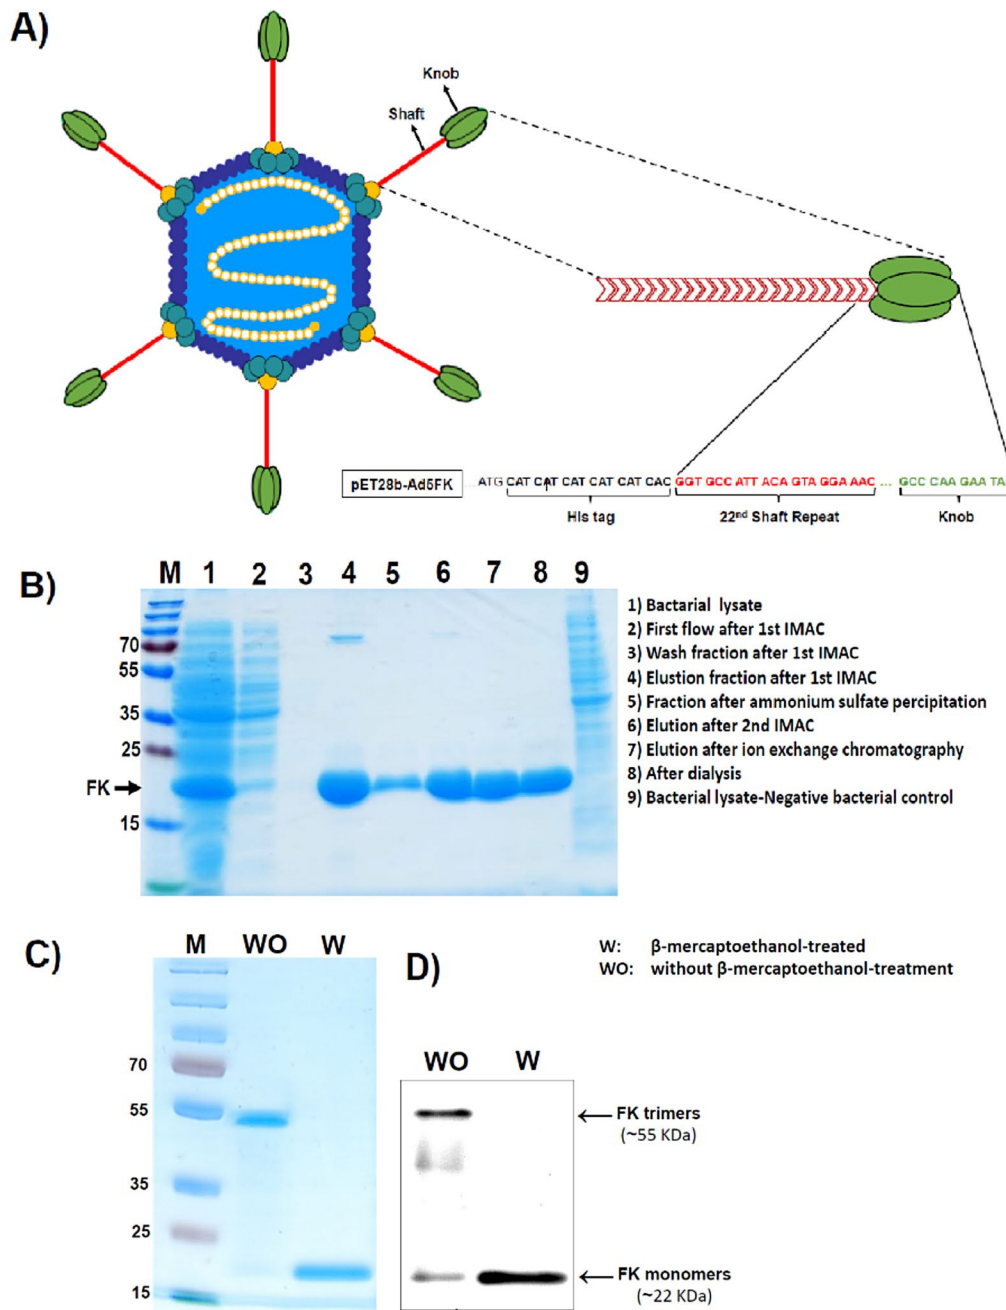 A)
Knob
Shaft
pET28b-Ad5FK
...ATG CAT CAT CAT CAT CAT CAC GGT GCC ATT ACA GTA GGA AAC ... GCC CAA GAA TA
His tag
22nd Shaft Repeat
Knob
B)
M 1 2 3 4 5 6 7 8 9
70
55
35
25
FK
15
1) Bactarial lysate
2) First flow after 1st IMAC
3) Wash fraction after 1st IMAC
4) Elustion fraction after 1st IMAC
5) Fraction after ammonium sulfate percipitation
6) Elution after 2nd IMAC
7) Elution after ion exchange chromatography
8) After dialysis
9) Bacterial lysate-Negative bacterial control
C)
M WO W
70
55
35
25
15
D)
W: β-mercaptoethanol-treated
WO: without β-mercaptoethanol-treatment
WO W
FK trimers
(~55 KDa)
FK monomers
(~22 KDa)